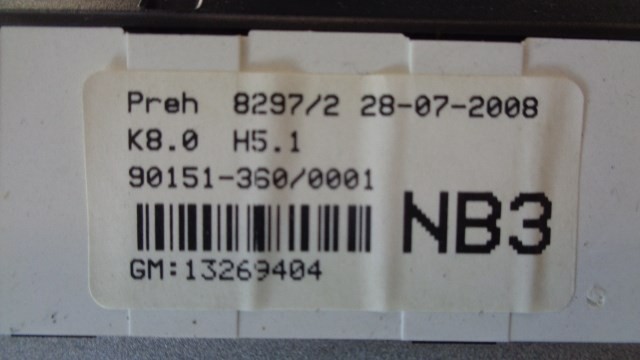 Preh 8297/2 28-07-2008
K8.0 H5.1
90151-360/0001
NB3
GM:13269404